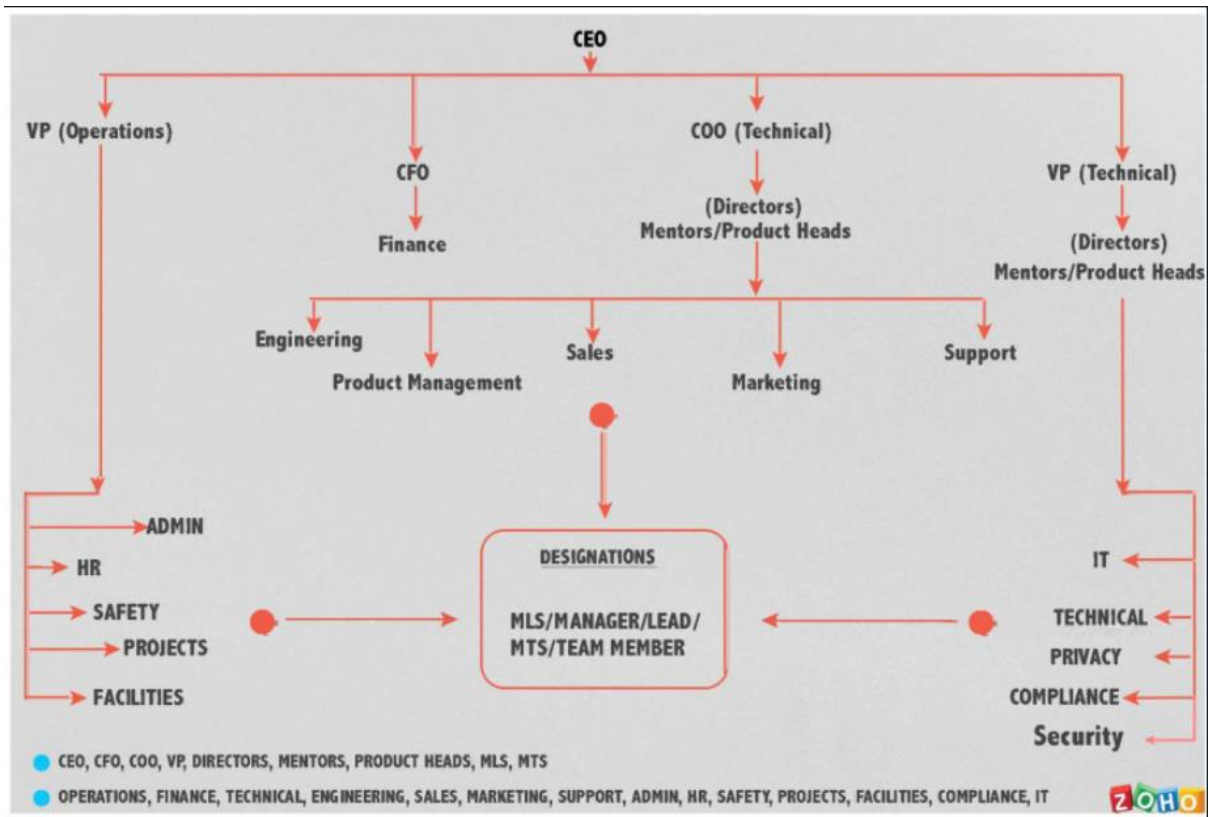 CEO
VP (Operations)
COO (Technical)
CFO
VP (Technical)
(Directors)
Mentors/Product Heads
Finance
(Directors)
Mentors/Product Heads
Engineering
Sales
Support
Product Management
Marketing
ADMIN
HR
SAFETY
PROJECTS
FACILITIES
DESIGNATIONS
MLS/MANAGER/LEAD/
MTS/TEAM MEMBER
IT
TECHNICAL
PRIVACY
COMPLIANCE
Security
CEO, CFO, COO, VP, DIRECTORS, MENTORS, PRODUCT HEADS, MLS, MTS
OPERATIONS, FINANCE, TECHNICAL, ENGINEERING, SALES, MARKETING, SUPPORT, ADMIN, HR, SAFETY, PROJECTS, FACILITIES, COMPLIANCE, IT
ZOHO